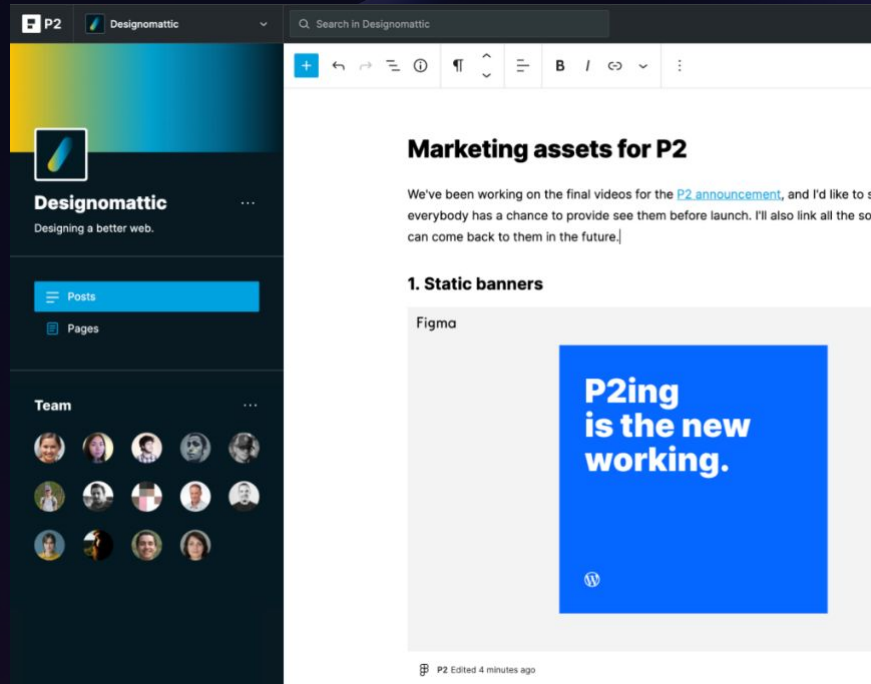 P2
Designomattic
Search in Designomattic
B I
Designomattic
Designing a better web.
Posts
Pages
Team
Marketing assets for P2
We've been working on the final videos for the P2 announcement, and I'd like to s
everybody has a chance to provide see them before launch. I'll also link all the so
can come back to them in the future.
1. Static banners
Figma
P2ing
is the new
working.
P2 Edited 4 minutes ago